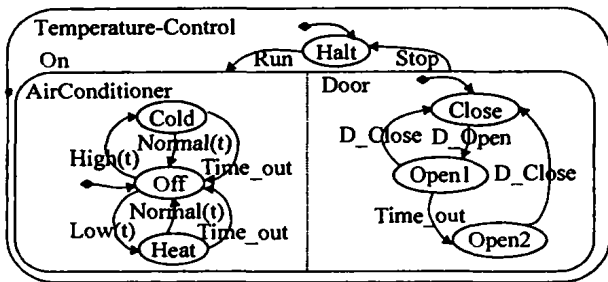 Temperature-Control
Halt
On
Run
Stop
AirConditioner
Door
Cold
Close
Normal(t)
D_Close
D_Open
High(t)
Time_out
Off
Open1
D_Close
Normal(t)
Time_out
Low(t)
Time_out
Heat
Open2